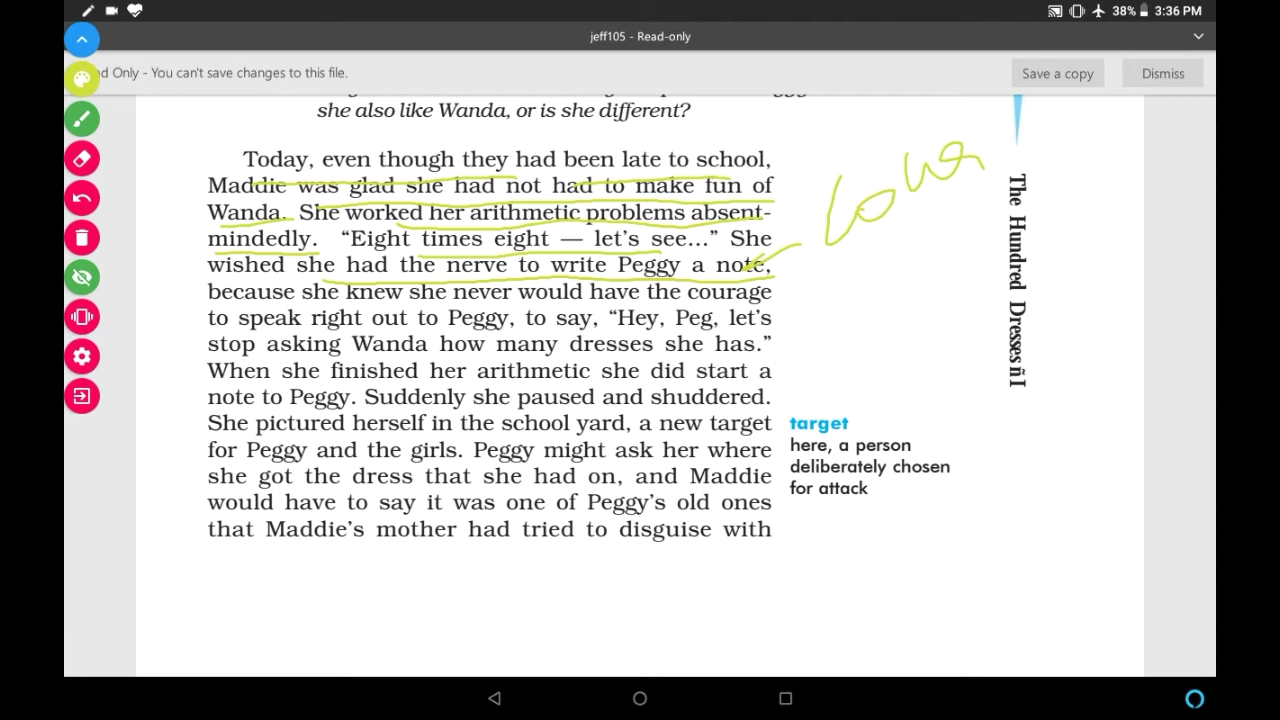 38% 3:36 PM
jeff105 - Read-only
d Only - You can't save changes to this file.
Save a copy
Dismiss
she also like Wanda, or is she different?
Today, even though they had been late to school,
Maddie was glad she had not had to make fun of
Wanda. She worked her arithmetic problems absent-
mindedly. “Eight times eight — let's see...” She
wished she had the nerve to write Peggy a note,
because she knew she never would have the courage
to speak right out to Peggy, to say, “Hey, Peg, let's
stop asking Wanda how many dresses she has.”
When she finished her arithmetic she did start a
note to Peggy. Suddenly she paused and shuddered.
She pictured herself in the school yard, a new target
for Peggy and the girls. Peggy might ask her where
she got the dress that she had on, and Maddie
would have to say it was one of Peggy's old ones
that Maddie's mother had tried to disguise with
target
here, a person
deliberately chosen
for attack
The Hundred Dresses ñ I